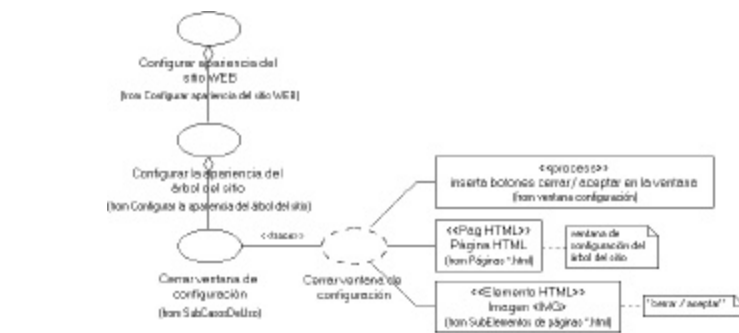 Configurar apariencia del
sitio WEB
(from Configurar apariencia del sitio WEB)
Configurar la apariencia del
árbol del sitio
(from Configurar la apariencia del árbol del sitio)
<<trace>>
Cerrar ventana de
configuración
(from SubCasosDeUso)
Cerrar ventana de
configuración
<<process>>
inserta botones cerrar / aceptar en la ventana
(from ventana configuración)
<<Pag HTML>>
Página HTML
(from Páginas *.html)
ventana de
configuración del
árbol del sitio
<<Elemento HTML>>
Imagen <IMG>
(from SubElementos de páginas *.html)
"cerrar / aceptar"